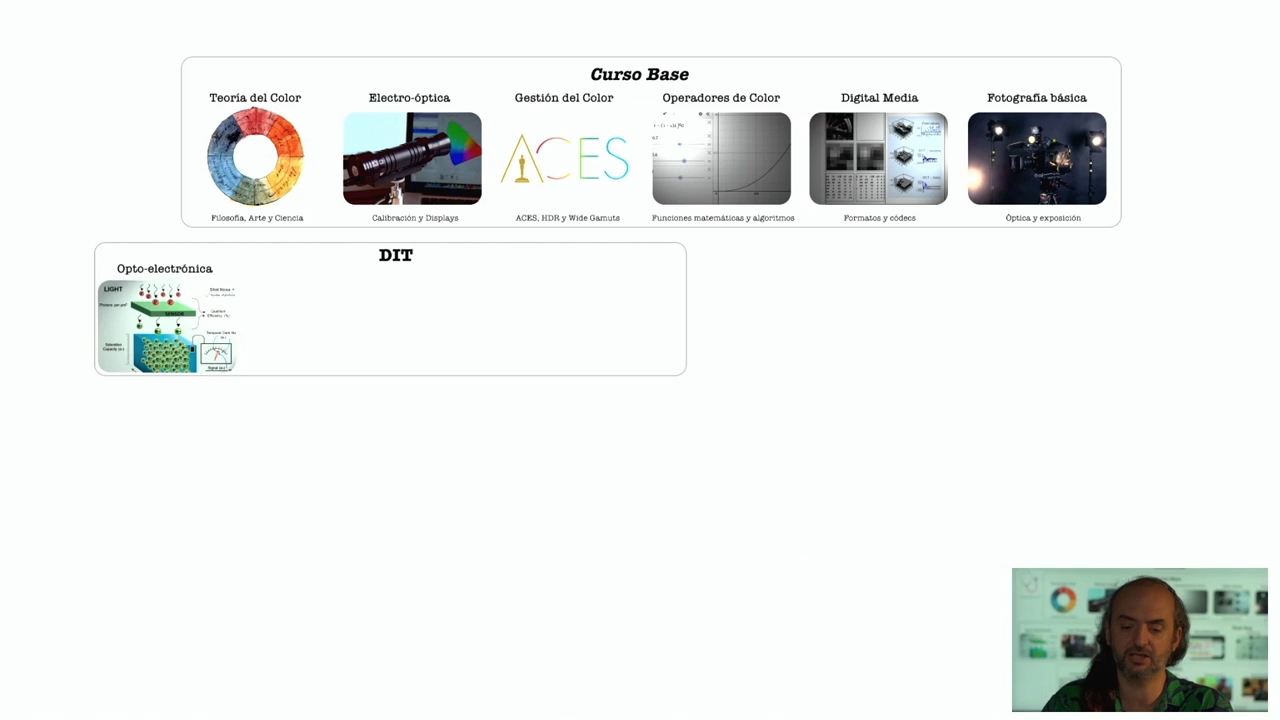 Curso Base
Teoría del Color
Electro-óptica
Gestión del Color
Operadores de Color
Digital Media
Fotografía básica
ACES
Filosofía, Arte y Ciencia
Calibración y Displays
ACES, HDR y Wide Gamuts
Funciones matemáticas y algoritmos
Formatos y códecs
Óptica y exposición
DIT
Opto-electrónica
LIGHT
SENSOR